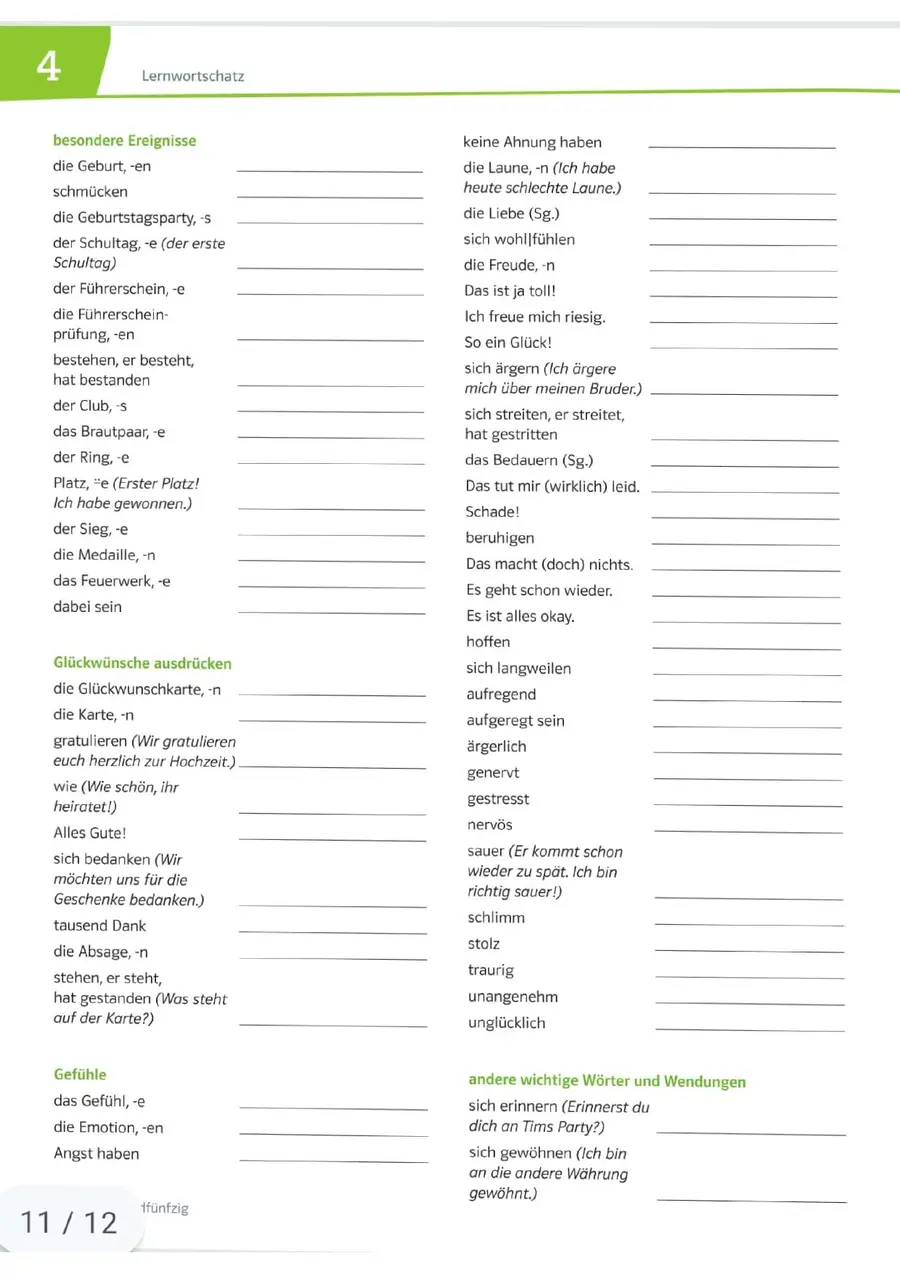 4
Lernwortschatz
besondere Ereignisse
die Geburt, -en
schmücken
die Geburtstagsparty, -s
der Schultag, -e (der erste
Schultag)
der Führerschein, -e
die Führerschein-
prüfung, -en
bestehen, er besteht,
hat bestanden
der Club, -s
das Brautpaar, -e
der Ring, -e
Platz, ⸚e (Erster Platz!
Ich habe gewonnen.)
der Sieg, -e
die Medaille, -n
das Feuerwerk, -e
dabei sein
Glückwünsche ausdrücken
die Glückwunschkarte, -n
die Karte, -n
gratulieren (Wir gratulieren
euch herzlich zur Hochzeit.)
wie (Wie schön, ihr
heiratet!)
Alles Gute!
sich bedanken (Wir
möchten uns für die
Geschenke bedanken.)
tausend Dank
die Absage, -n
stehen, er steht,
hat gestanden (Was steht
auf der Karte?)
Gefühle
das Gefühl, -e
die Emotion, -en
Angst haben
keine Ahnung haben
die Laune, -n (Ich habe
heute schlechte Laune.)
die Liebe (Sg.)
sich wohl|fühlen
die Freude, -n
Das ist ja toll!
Ich freue mich riesig.
So ein Glück!
sich ärgern (Ich ärgere
mich über meinen Bruder.)
sich streiten, er streitet,
hat gestritten
das Bedauern (Sg.)
Das tut mir (wirklich) leid.
Schade!
beruhigen
Das macht (doch) nichts.
Es geht schon wieder.
Es ist alles okay.
hoffen
sich langweilen
aufregend
aufgeregt sein
ärgerlich
genervt
gestresst
nervös
sauer (Er kommt schon
wieder zu spät. Ich bin
richtig sauer!)
schlimm
stolz
traurig
unangenehm
unglücklich
andere wichtige Wörter und Wendungen
sich erinnern (Erinnerst du
dich an Tims Party?)
sich gewöhnen (Ich bin
an die andere Währung
gewöhnt.)
dfünfzig
11 / 12